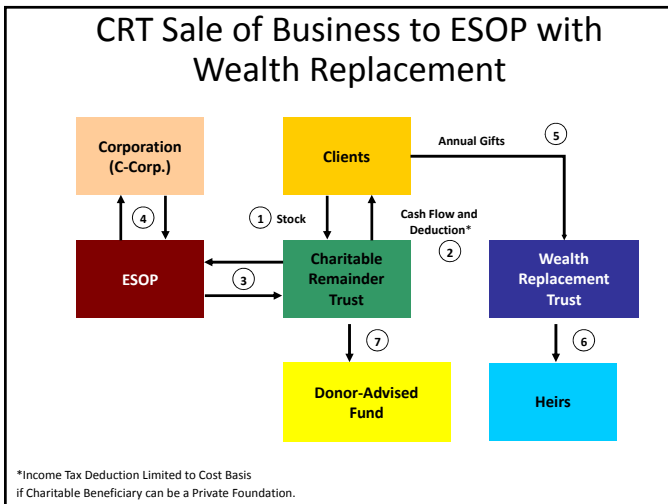 CRT Sale of Business to ESOP with
Wealth Replacement
Corporation
(C-Corp.)
Clients
Annual Gifts
5
4
1 Stock
Cash Flow and
Deduction*
2
ESOP
3
Charitable
Remainder
Trust
Wealth
Replacement
Trust
7
6
Donor-Advised
Fund
Heirs
*Income Tax Deduction Limited to Cost Basis
if Charitable Beneficiary can be a Private Foundation.